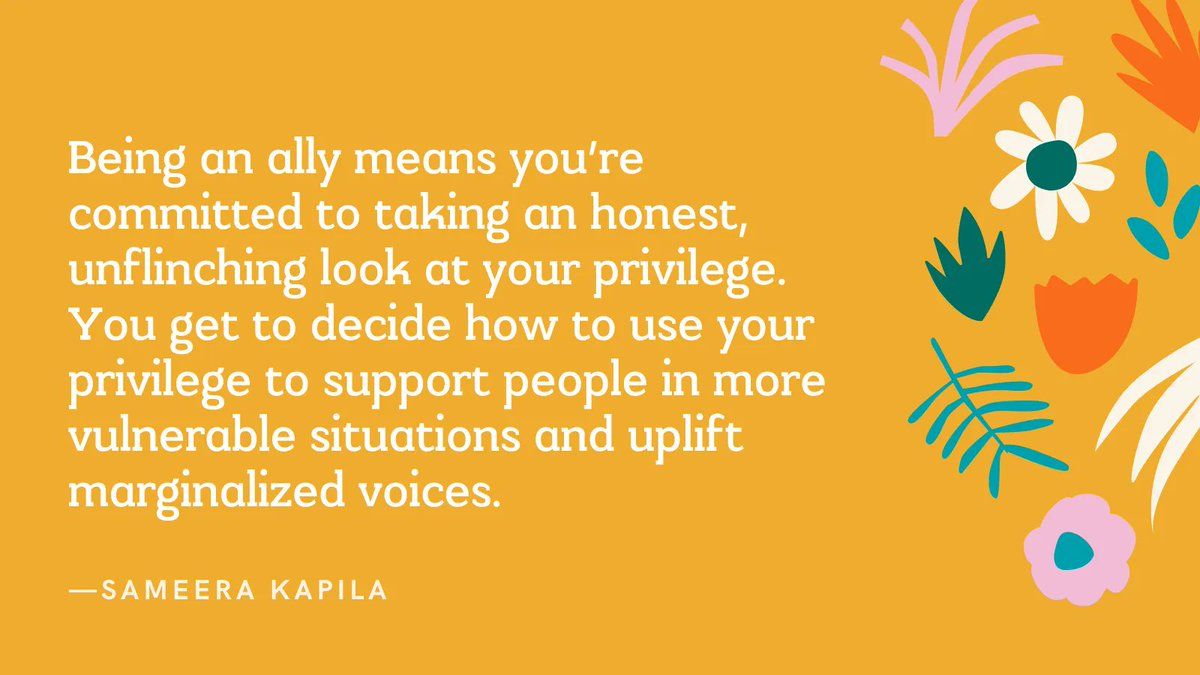 Being an ally means you're
committed to taking an honest,
unflinching look at your privilege.
You get to decide how to use your
privilege to support people in more
vulnerable situations and uplift
marginalized voices.
—SAMEERA KAPILA